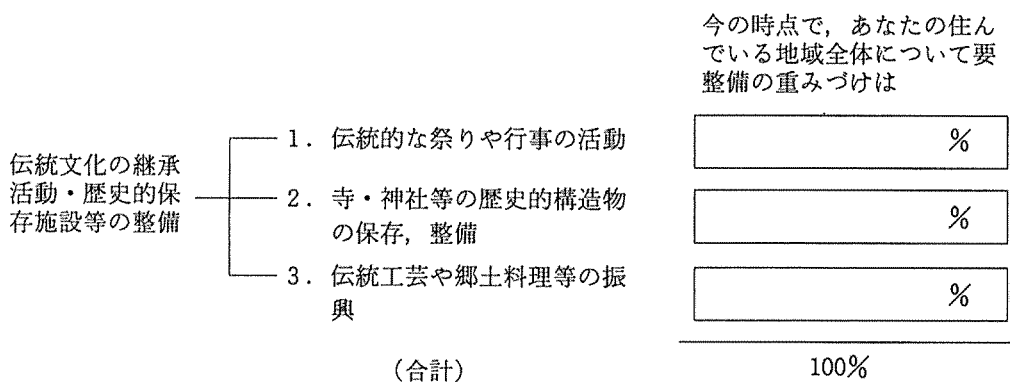 今の時点で，あなたの住ん
でいる地域全体について要
整備の重みづけは
伝統文化の継承
活動・歴史的保
存施設等の整備
1．伝統的な祭りや行事の活動
％
2．寺・神社等の歴史的構造物
の保存，整備
％
3．伝統工芸や郷土料理等の振
興
％
（合計）
100％